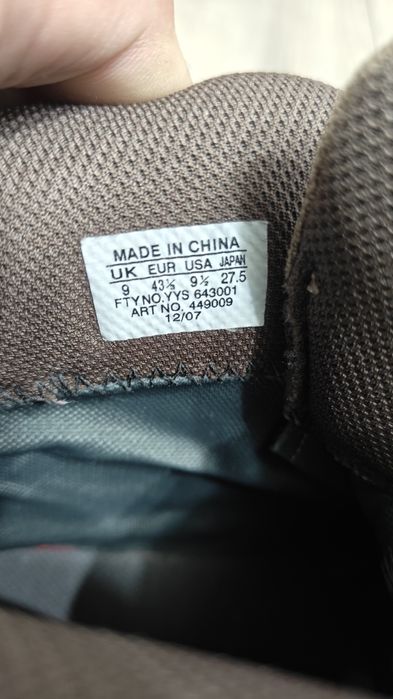 MADE IN CHINA
UK EUR USA JAPAN
9 43⅓ 9½ 27.5
FTYNO.YYS 643001
ART NO. 449009
12/07